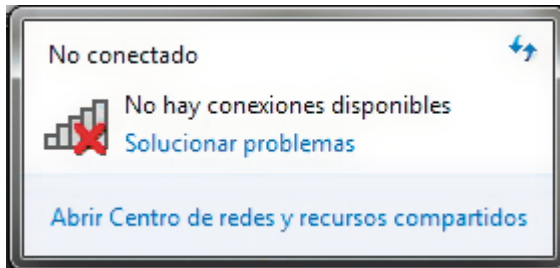 No conectado
No hay conexiones disponibles
Solucionar problemas
Abrir Centro de redes y recursos compartidos